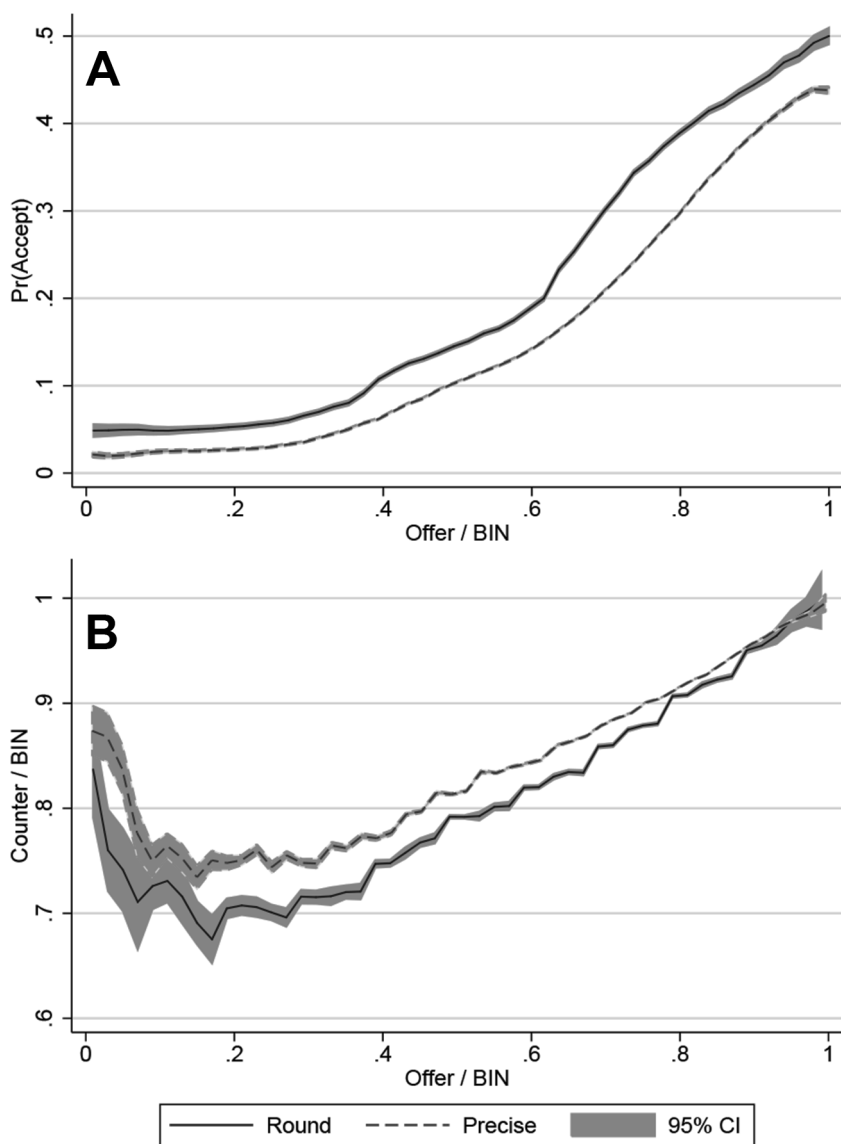 A
Pr(Accept)
.5
.4
.3
.2
.1
0
0 .2 .4 .6 .8 1
Offer / BIN
B
Counter / BIN
1
.9
.8
.7
.6
0 .2 .4 .6 .8 1
Offer / BIN
Round Precise 95% CI